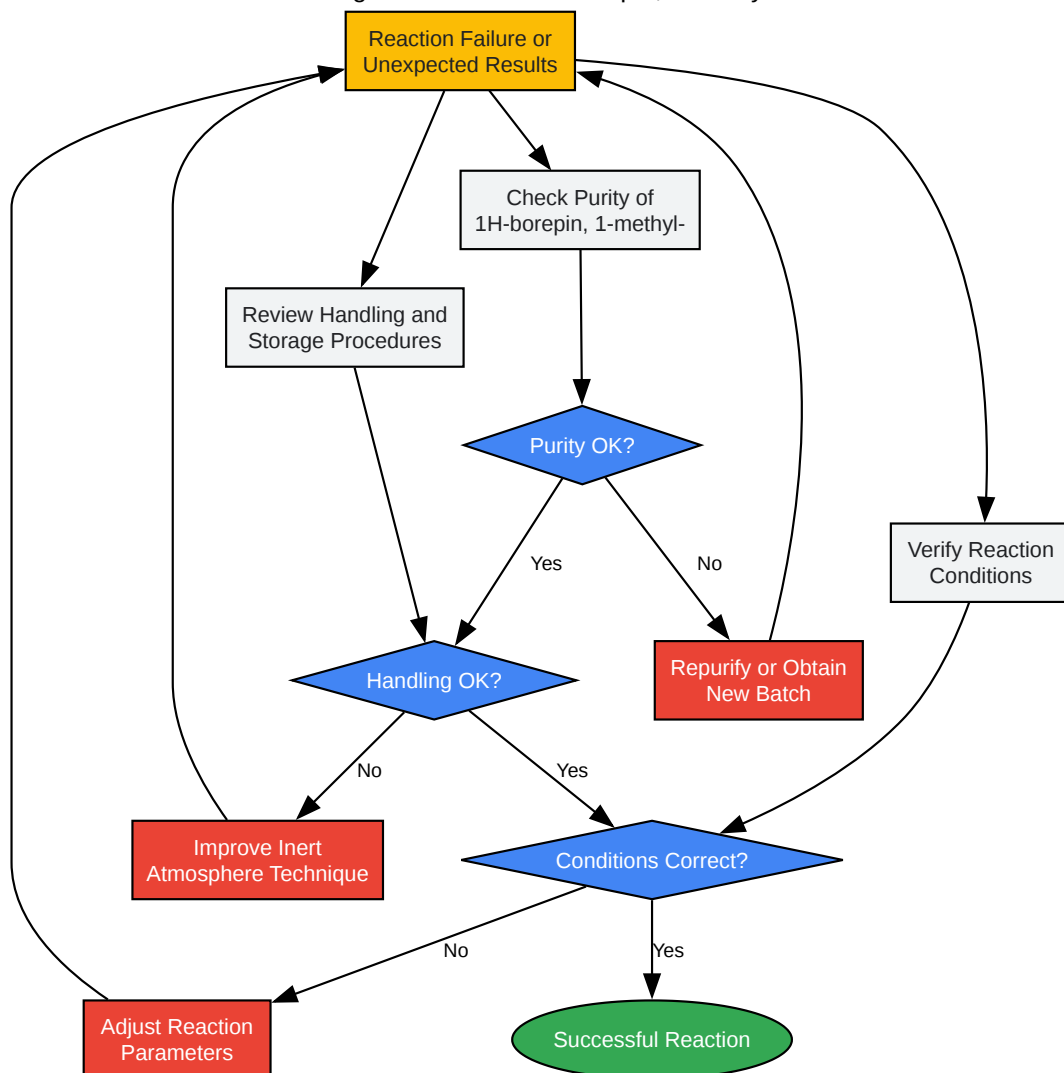 Reaction Failure or
Unexpected Results
Check Purity of
1H-borepin, 1-methyl-
Review Handling and
Storage Procedures
Purity OK?
Verify Reaction
Conditions
Yes
No
Handling OK?
Repurify or Obtain
New Batch
No
Yes
Improve Inert
Atmosphere Technique
Conditions Correct?
No
Yes
Adjust Reaction
Parameters
Successful Reaction